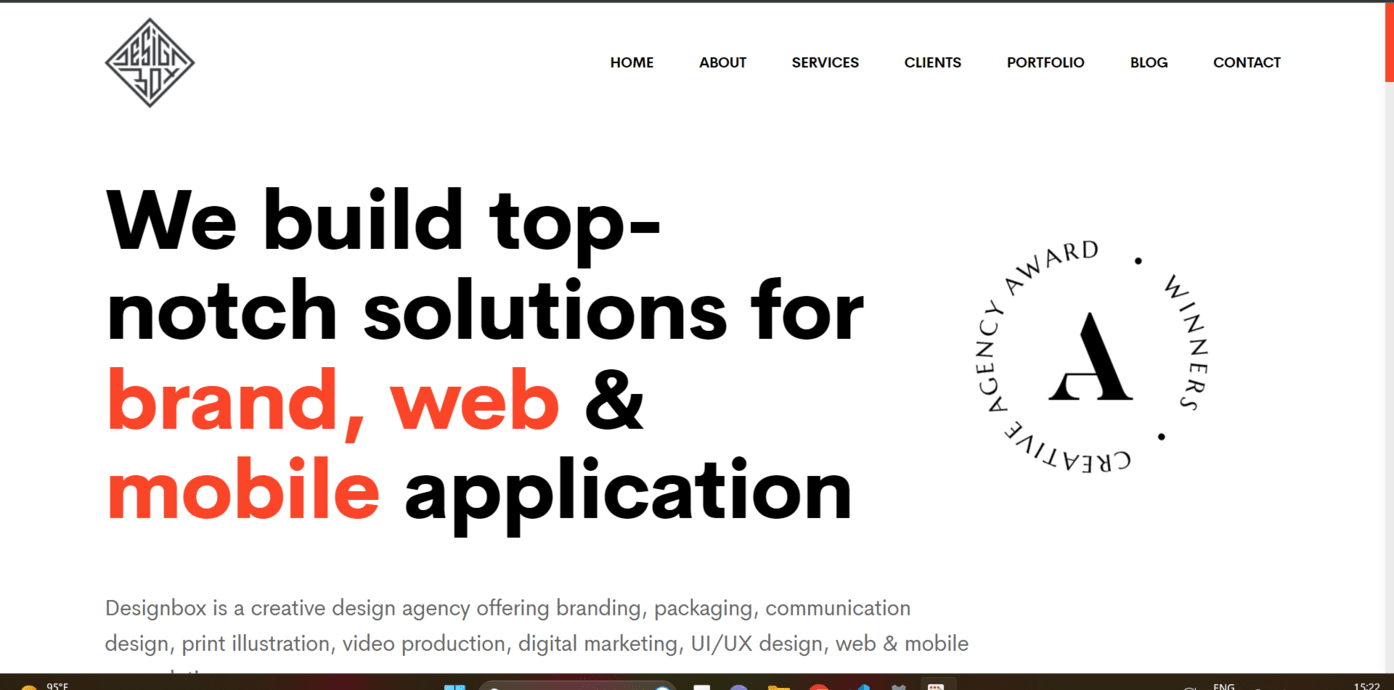 DESIGN
BOX
HOME ABOUT SERVICES CLIENTS PORTFOLIO BLOG CONTACT
We build top-
notch solutions for
brand, web &
mobile application
CREATIVE AGENCY AWARD • WINNERS •
A
Designbox is a creative design agency offering branding, packaging, communication
design, print illustration, video production, digital marketing, UI/UX design, web & mobile
95°F
ENG
15:22